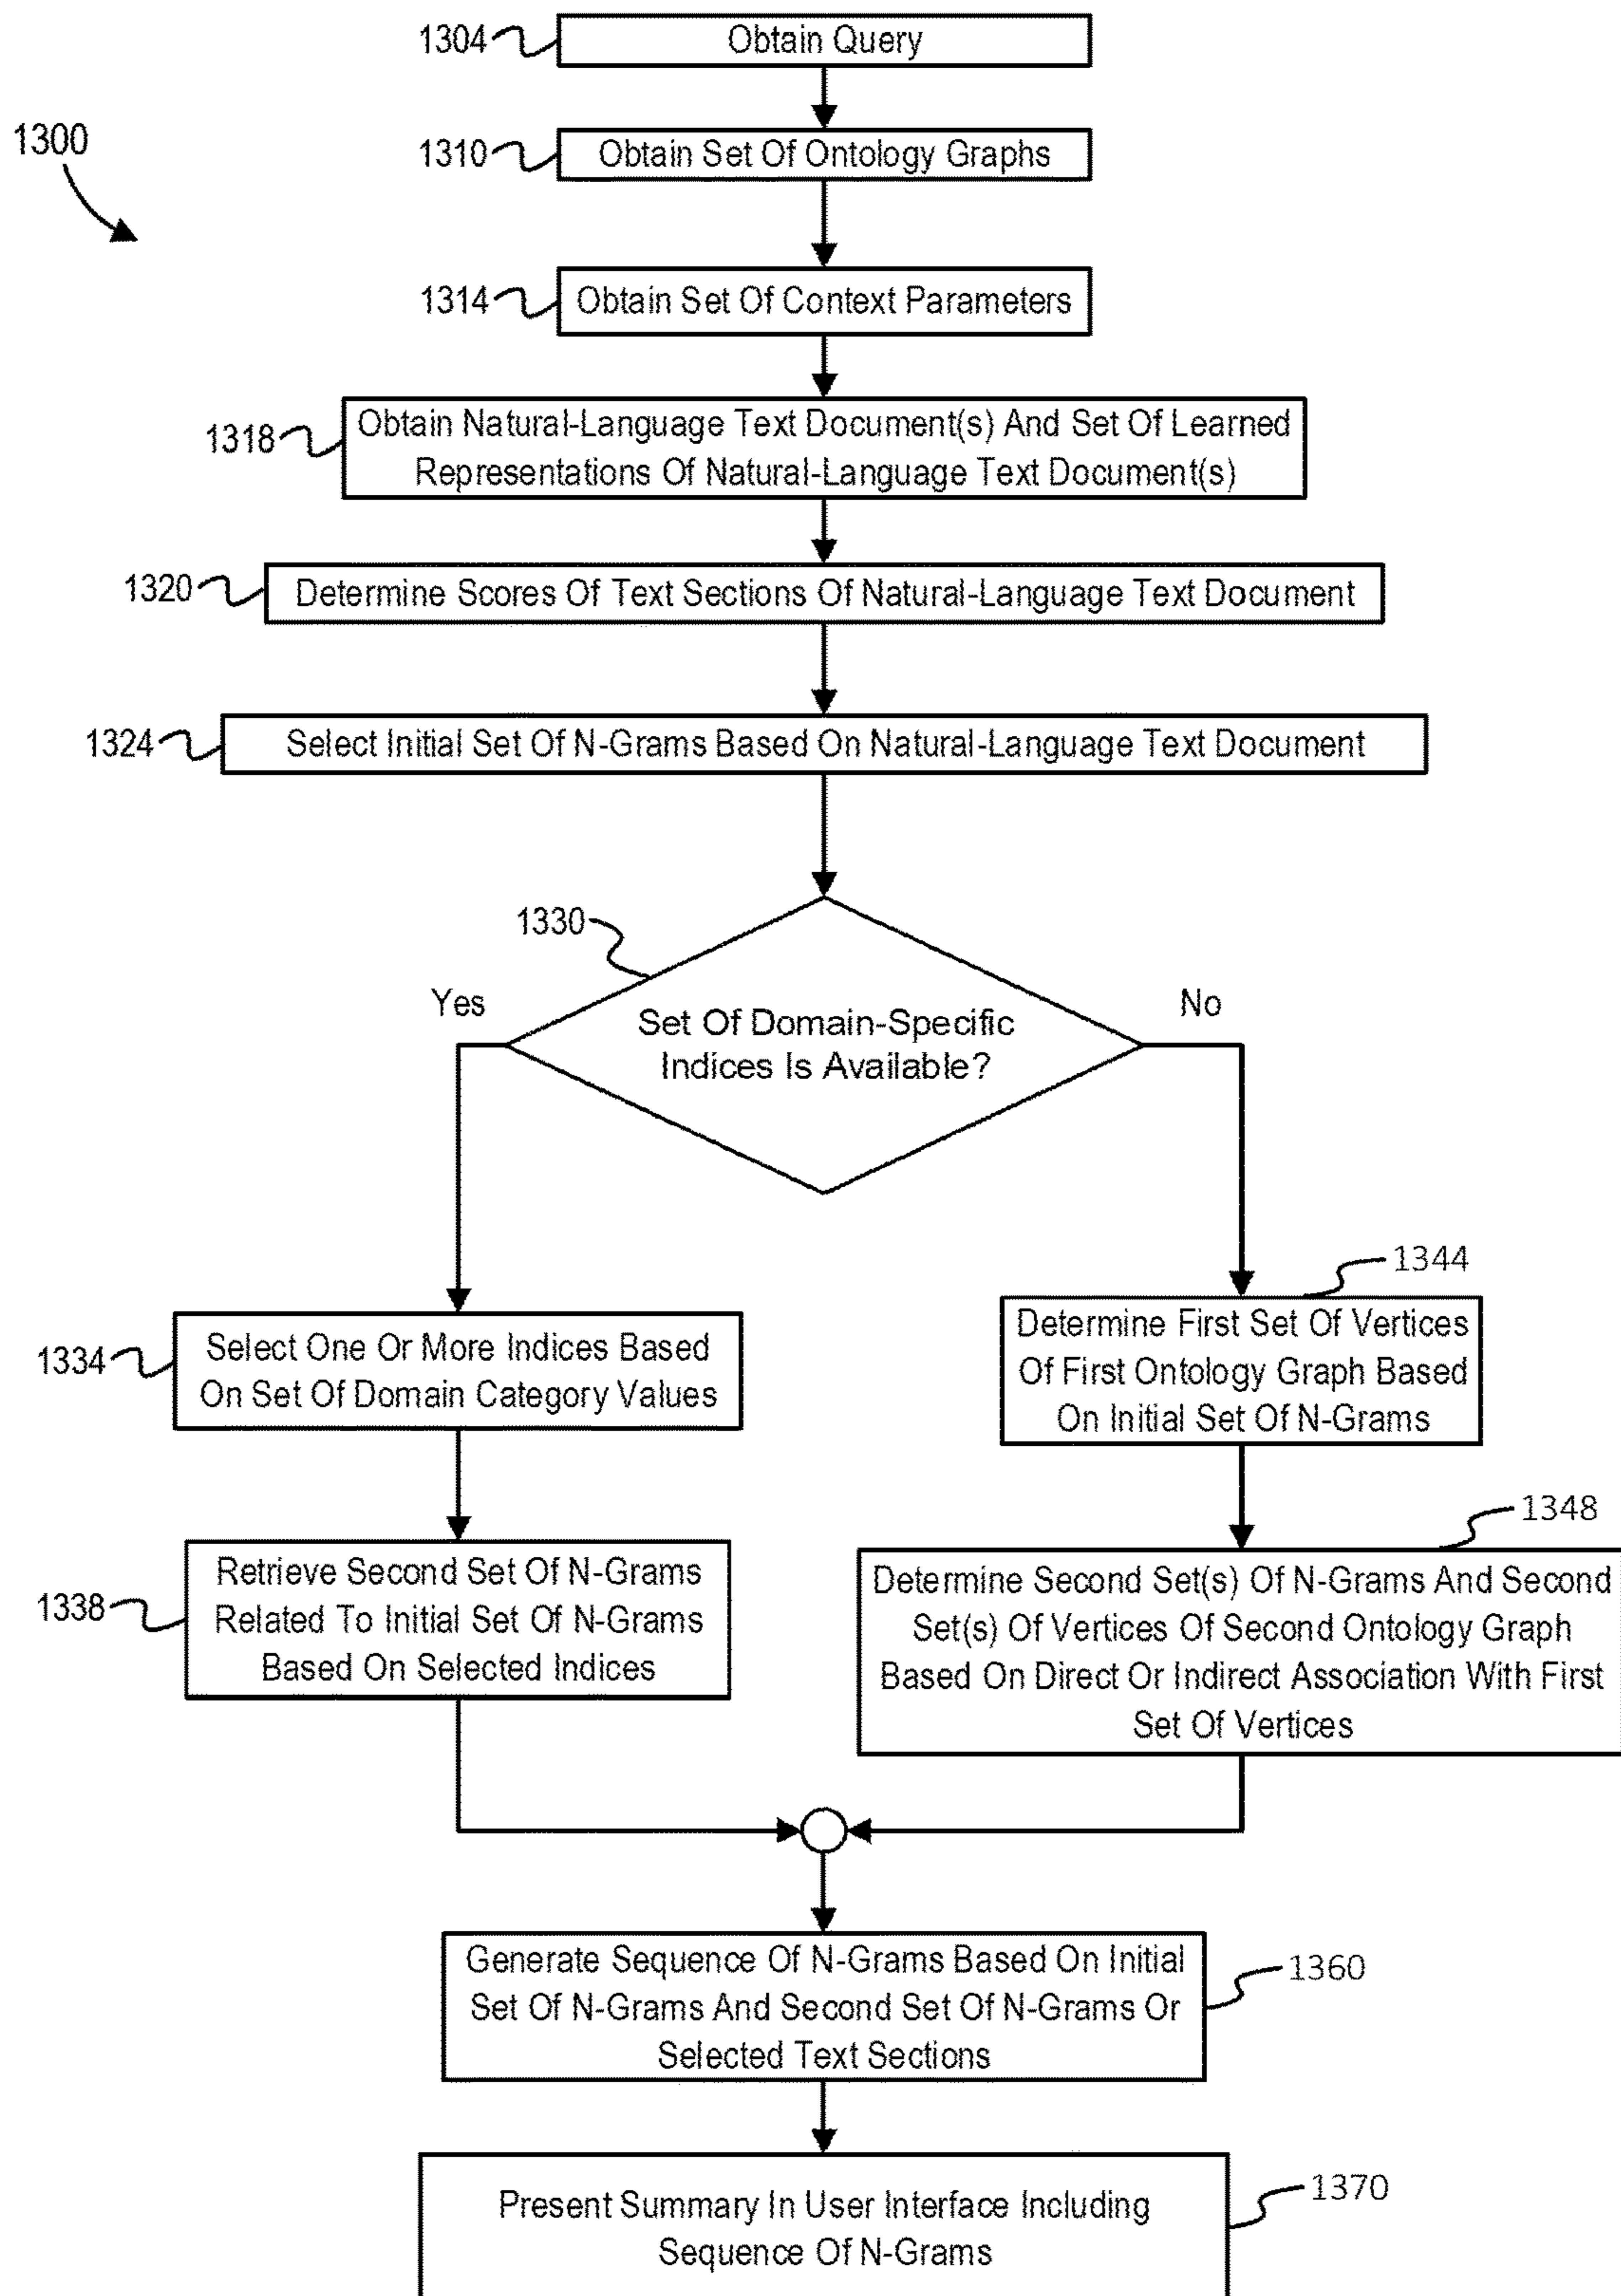 1304
Obtain Query
1300
1310
Obtain Set Of Ontology Graphs
1314
Obtain Set Of Context Parameters
1318
Obtain Natural-Language Text Document(s) And Set Of Learned
Representations Of Natural-Language Text Document(s)
1320
Determine Scores Of Text Sections Of Natural-Language Text Document
1324
Select Initial Set Of N-Grams Based On Natural-Language Text Document
1330
Yes
No
Set Of Domain-Specific
Indices Is Available?
1334
Select One Or More Indices Based
On Set Of Domain Category Values
1344
Determine First Set Of Vertices
Of First Ontology Graph Based
On Initial Set Of N-Grams
1338
Retrieve Second Set Of N-Grams
Related To Initial Set Of N-Grams
Based On Selected Indices
1348
Determine Second Set(s) Of N-Grams And Second
Set(s) Of Vertices Of Second Ontology Graph
Based On Direct Or Indirect Association With First
Set Of Vertices
Generate Sequence Of N-Grams Based On Initial
Set Of N-Grams And Second Set Of N-Grams Or
Selected Text Sections
1360
Present Summary In User Interface Including
Sequence Of N-Grams
1370